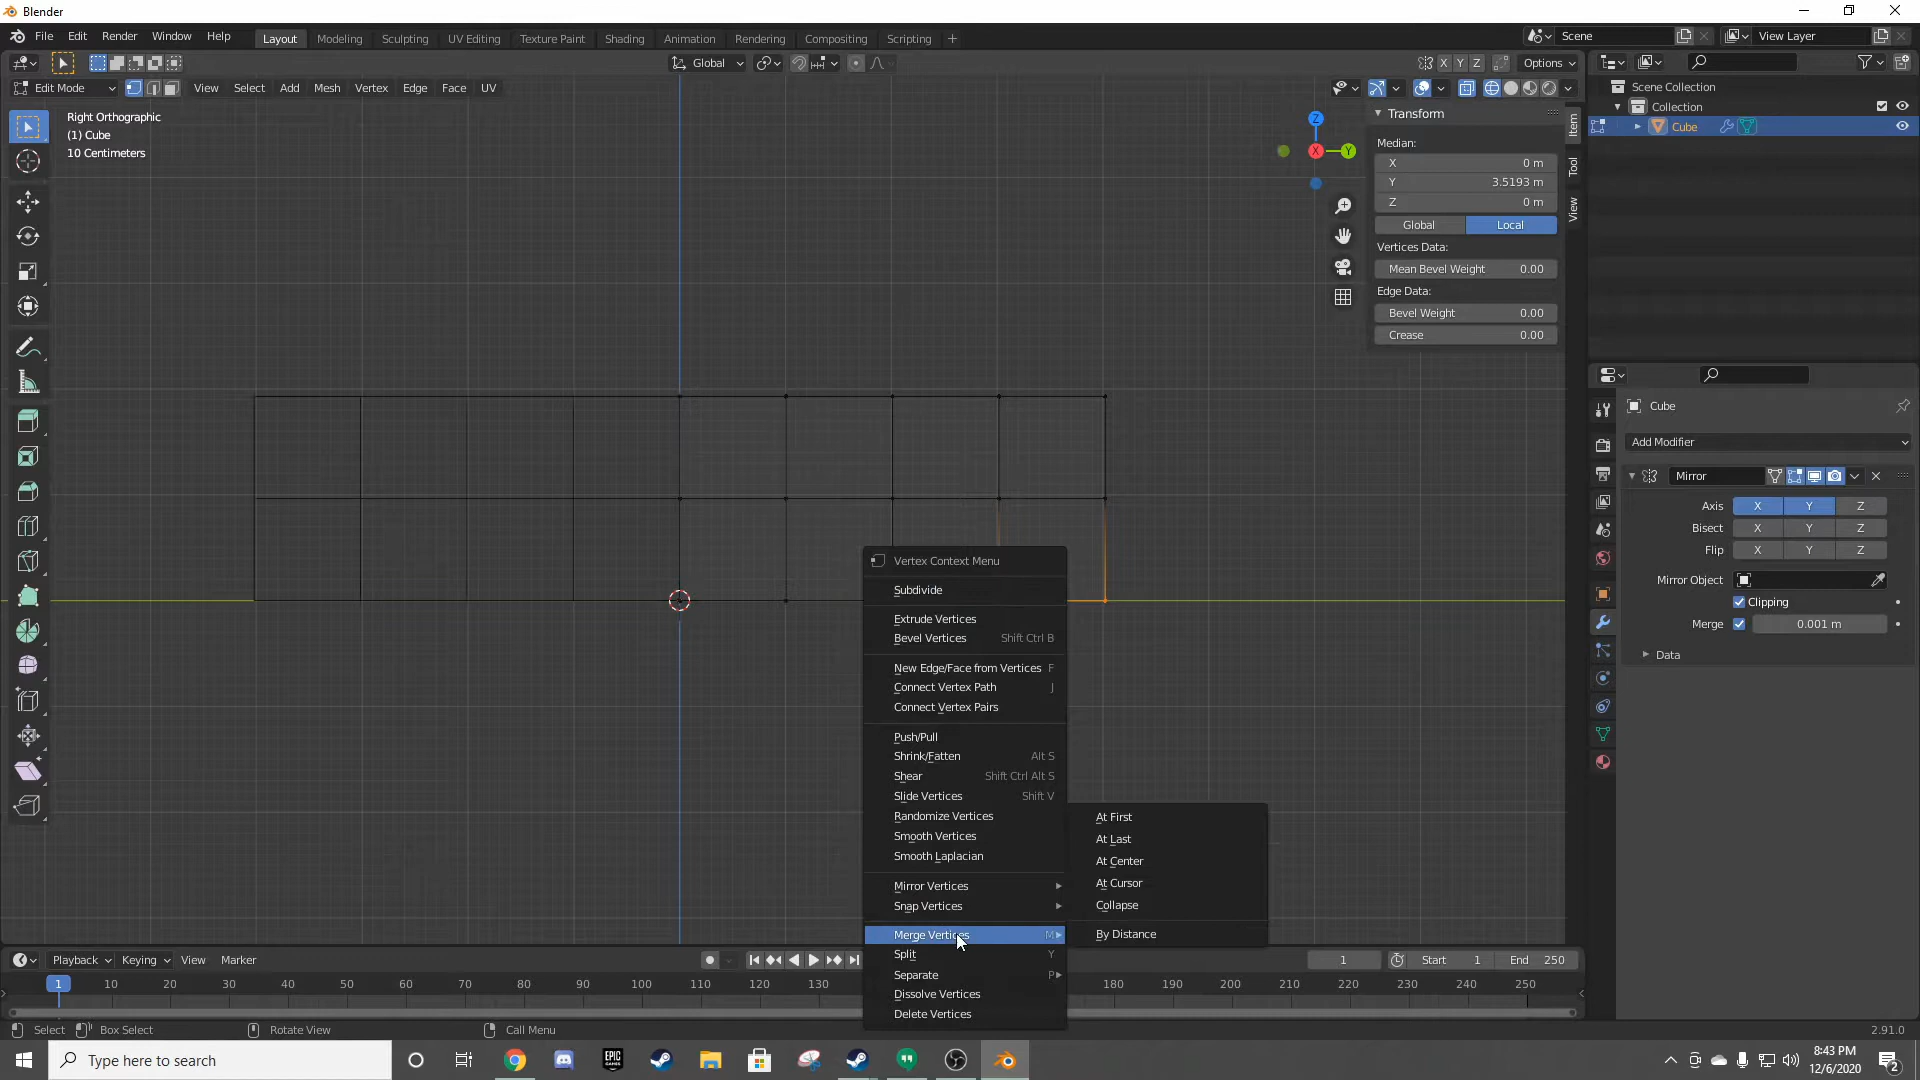 Blender
File Edit Render Window Help
Layout Modeling Sculpting UV Editing Texture Paint Shading Animation Rendering Compositing Scripting +
Scene
View Layer
Global
X Y Z
Options
Edit Mode View Select Add Mesh Vertex Edge Face UV
Right Orthographic
(1) Cube
10 Centimeters
Z
X
Y
Transform
Median:
X 0 m
Y 3.5193 m
Z 0 m
Global Local
Vertices Data:
Mean Bevel Weight 0.00
Edge Data:
Bevel Weight 0.00
Crease 0.00
Item
Tool
View
Scene Collection
Collection
Cube
Cube
Add Modifier
Mirror
Axis X Y Z
Bisect X Y Z
Flip X Y Z
Mirror Object
Clipping
Merge 0.001 m
Data
Vertex Context Menu
Subdivide
Extrude Vertices
Bevel Vertices Shift Ctrl B
New Edge/Face from Vertices F
Connect Vertex Path J
Connect Vertex Pairs
Push/Pull
Shrink/Fatten Alt S
Shear Shift Ctrl Alt S
Slide Vertices Shift V
Randomize Vertices
Smooth Vertices
Smooth Laplacian
Mirror Vertices
Snap Vertices
Merge Vertices M
Split Y
Separate P
Dissolve Vertices
Delete Vertices
At First
At Last
At Center
At Cursor
Collapse
By Distance
Playback Keying View Marker
1 Start 1 End 250
1 10 20 30 40 50 60 70 80 90 100 110 120 130 180 190 200 210 220 230 240 250
Select Box Select Rotate View Call Menu
2.91.0
Type here to search
EPIC GAMES
8:43 PM
12/6/2020
2